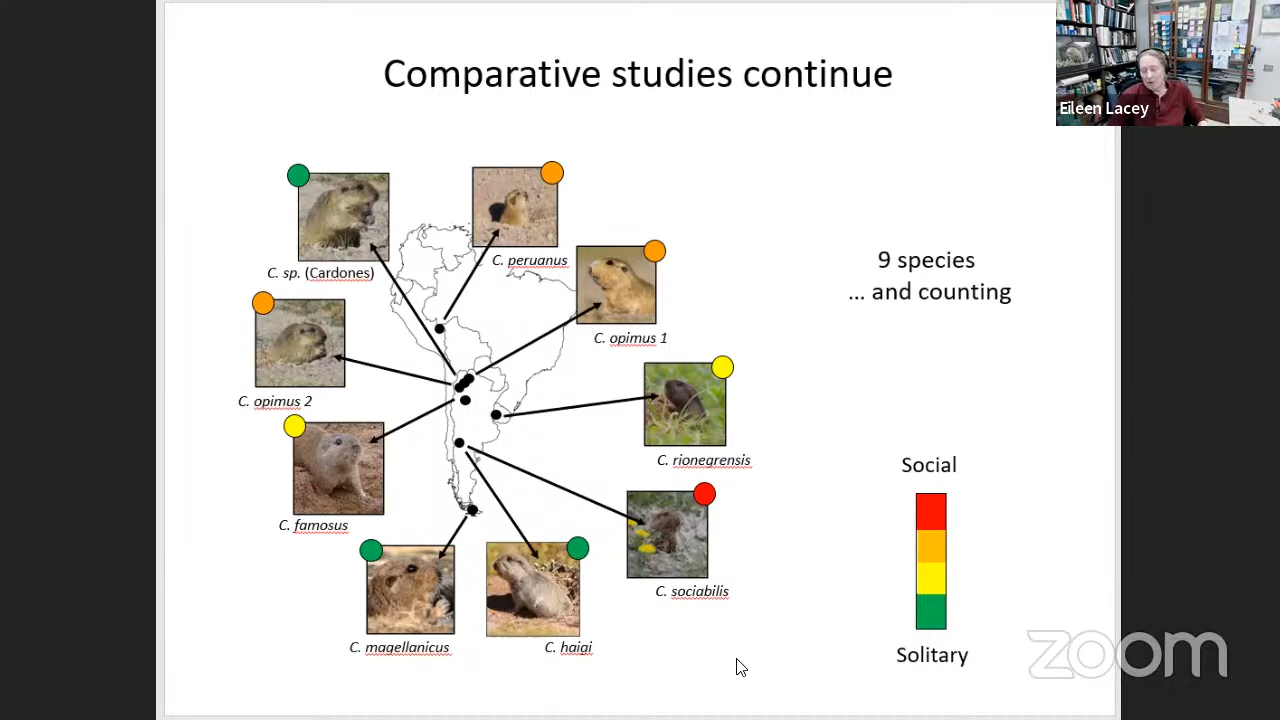 Comparative studies continue
Eileen Lacey
C. sp. (Cardones)
C. peruanus
C. opimus 1
9 species
... and counting
C. opimus 2
C. rionegrensis
C. famosus
C. sociabilis
C. magellanicus
C. haigi
Social
Solitary
zoom